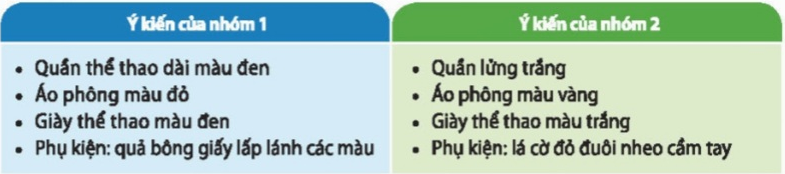 Ý kiến của nhóm 1
• Quần thể thao dài màu đen
• Áo phông màu đỏ
• Giày thể thao màu đen
• Phụ kiện: quả bông giấy lấp lánh các màu
Ý kiến của nhóm 2
• Quần lửng trắng
• Áo phông màu vàng
• Giày thể thao màu trắng
• Phụ kiện: lá cờ đỏ đuôi nheo cầm tay